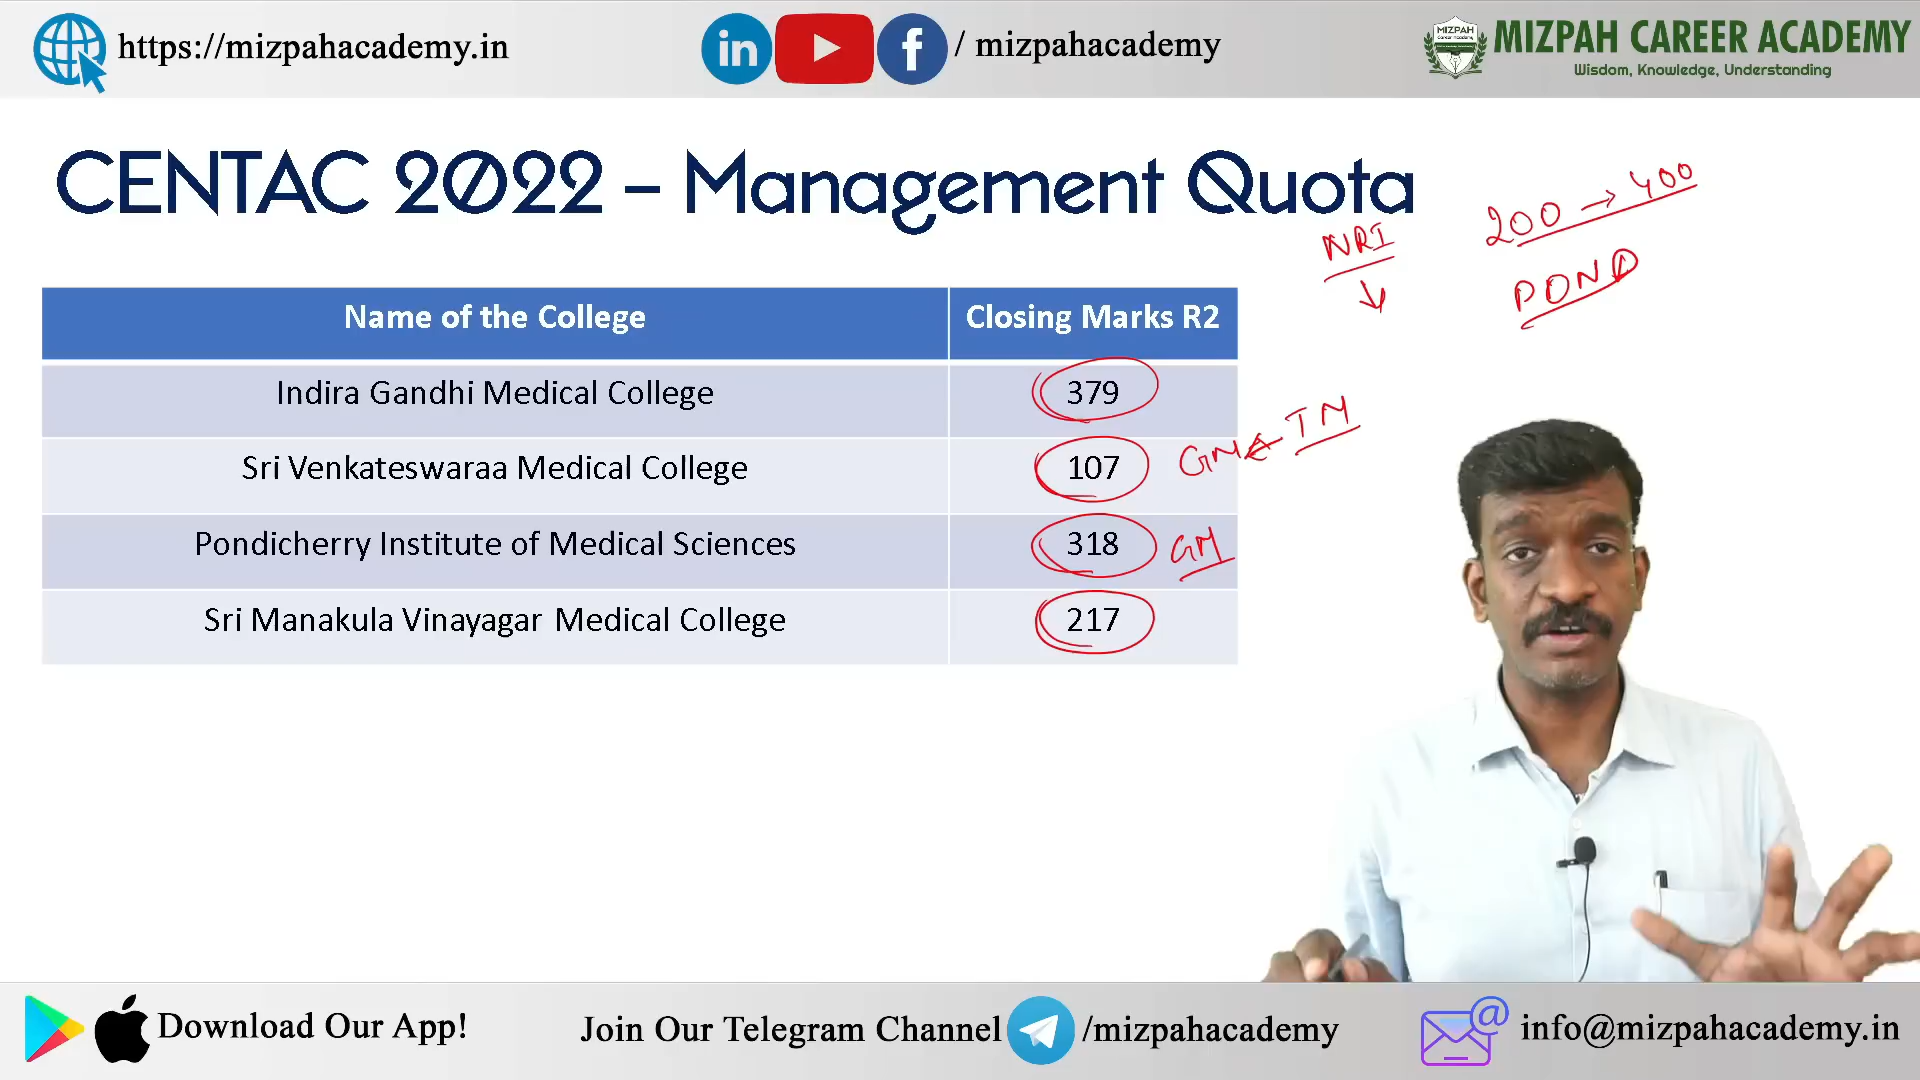 https://mizpahacademy.in
/ mizpahacademy
MIZPAH CAREER ACADEMY
Wisdom, Knowledge, Understanding
MIZPAH
CENTAC 2022 – Management Quota
200 → 400
NRI
POND
Name of the College Closing Marks R2
Indira Gandhi Medical College 379
TM
Sri Venkateswaraa Medical College 107 GM
Pondicherry Institute of Medical Sciences 318 GM
Sri Manakula Vinayagar Medical College 217
Download Our App!
Join Our Telegram Channel /mizpahacademy
info@mizpahacademy.in